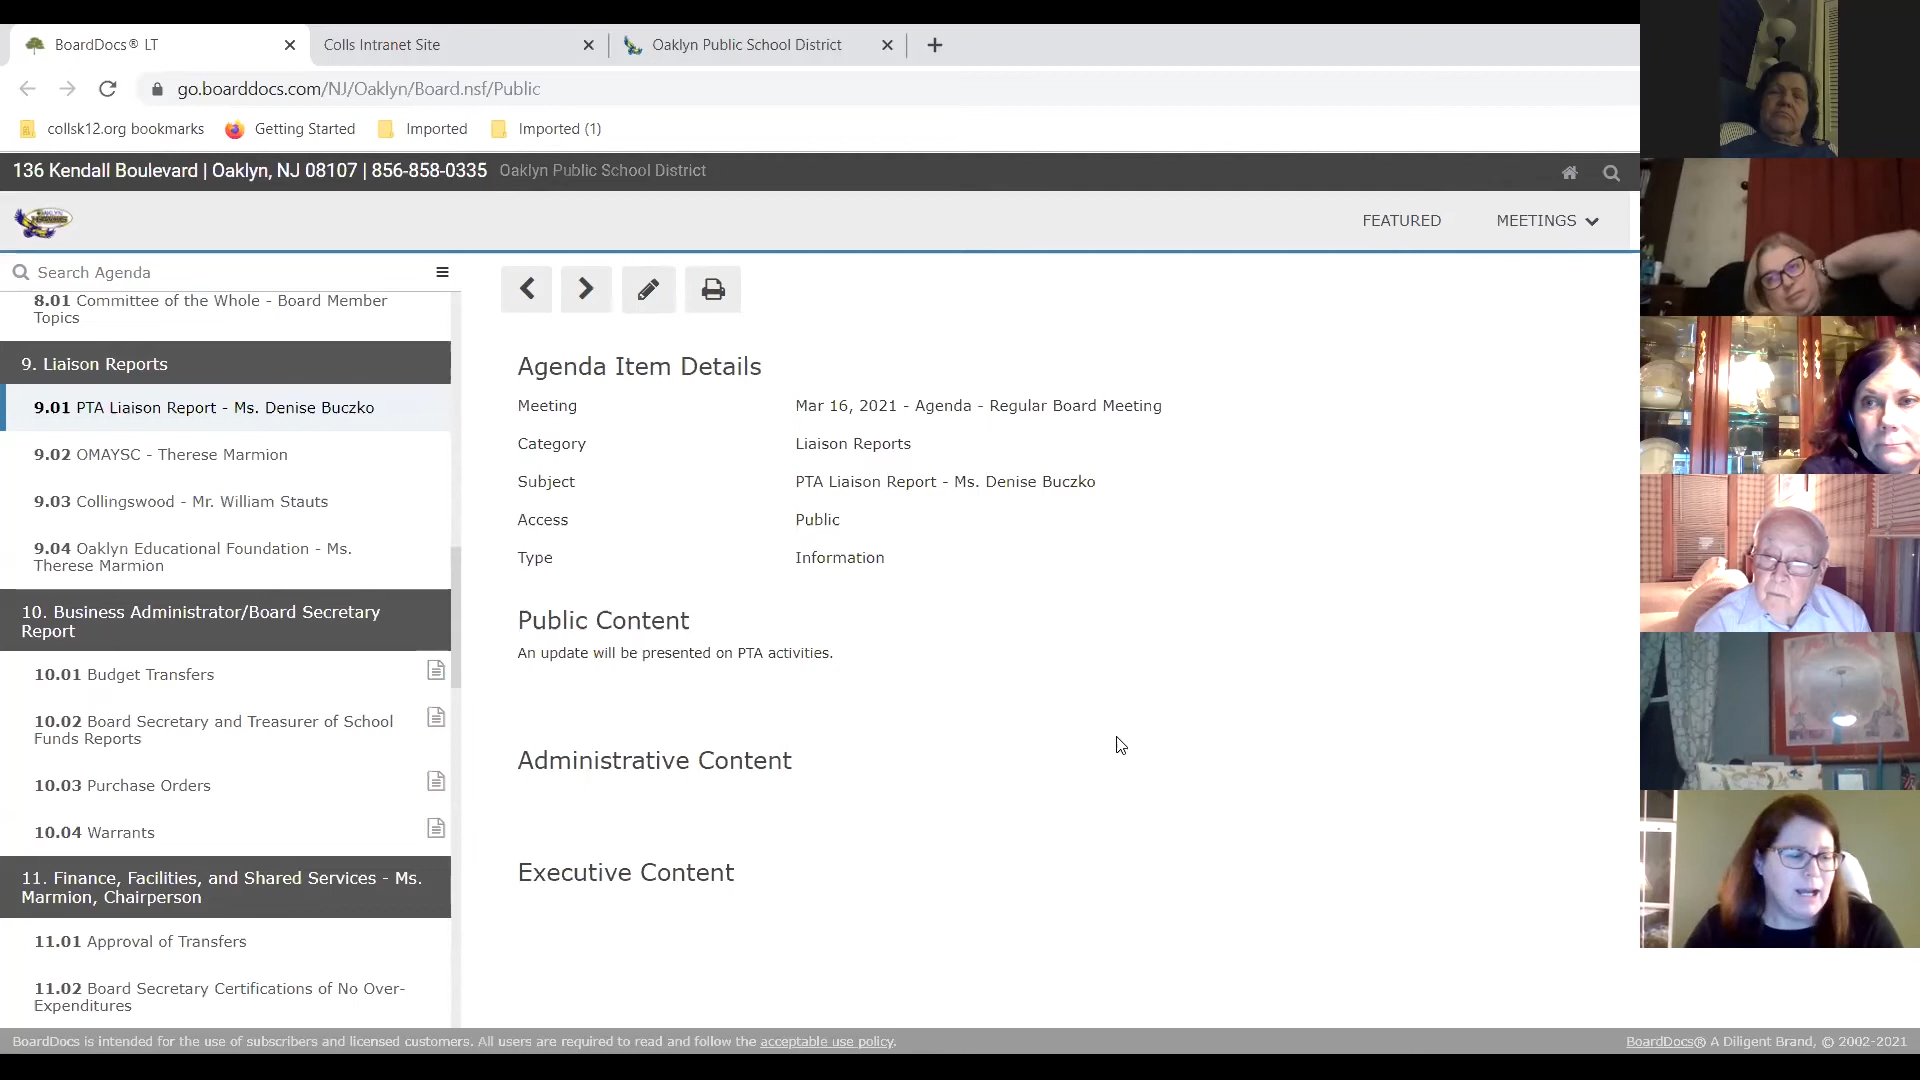 BoardDocs® LT
Colls Intranet Site
Oaklyn Public School District
go.boarddocs.com/NJ/Oaklyn/Board.nsf/Public
collsk12.org bookmarks
Getting Started
Imported
Imported (1)
136 Kendall Boulevard | Oaklyn, NJ 08107 | 856-858-0335 Oaklyn Public School District
FEATURED
MEETINGS
Search Agenda
8.01 Committee of the Whole - Board Member
Topics
9. Liaison Reports
9.01 PTA Liaison Report - Ms. Denise Buczko
9.02 OMAYSC - Therese Marmion
9.03 Collingswood - Mr. William Stauts
9.04 Oaklyn Educational Foundation - Ms.
Therese Marmion
10. Business Administrator/Board Secretary
Report
10.01 Budget Transfers
10.02 Board Secretary and Treasurer of School
Funds Reports
10.03 Purchase Orders
10.04 Warrants
11. Finance, Facilities, and Shared Services - Ms.
Marmion, Chairperson
11.01 Approval of Transfers
11.02 Board Secretary Certifications of No Over-
Expenditures
Agenda Item Details
Meeting Mar 16, 2021 - Agenda - Regular Board Meeting
Category Liaison Reports
Subject PTA Liaison Report - Ms. Denise Buczko
Access Public
Type Information
Public Content
An update will be presented on PTA activities.
Administrative Content
Executive Content
BoardDocs is intended for the use of subscribers and licensed customers. All users are required to read and follow the acceptable use policy.
BoardDocs® A Diligent Brand, © 2002-2021